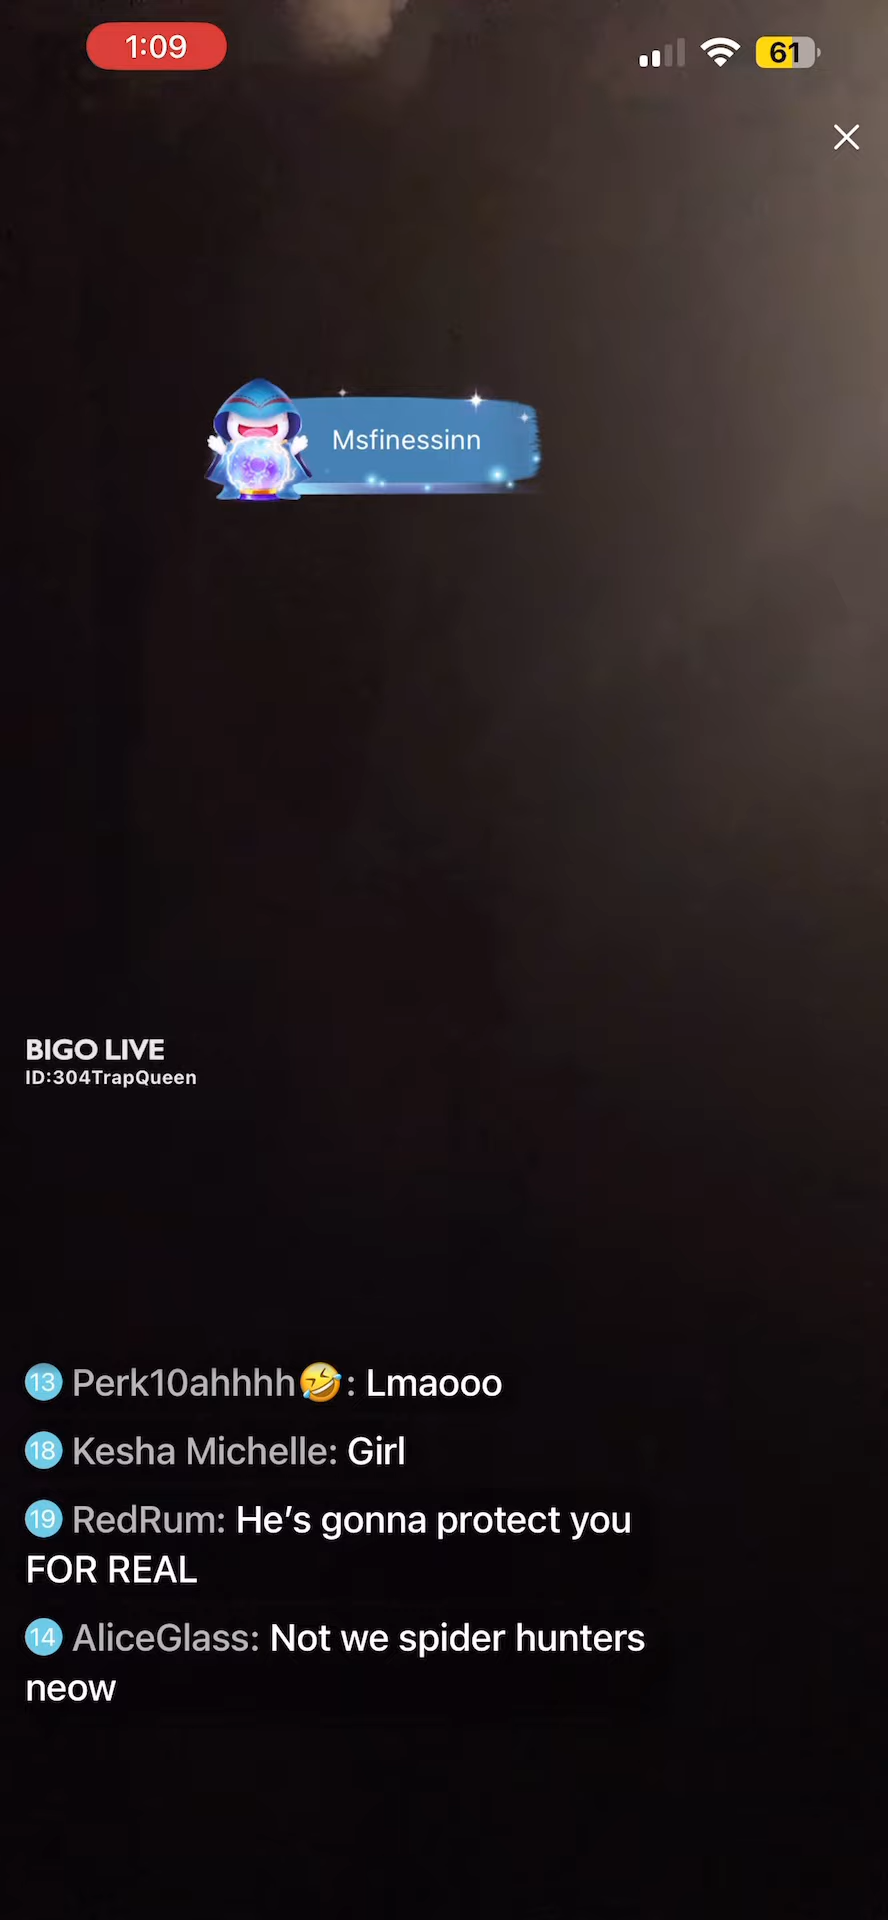 1:09
61
Msfinessinn
BIGO LIVE
ID:304TrapQueen
13 Perk10ahhhh🤣: Lmaooo
18 Kesha Michelle: Girl
19 RedRum: He's gonna protect you
FOR REAL
14 AliceGlass: Not we spider hunters
neow